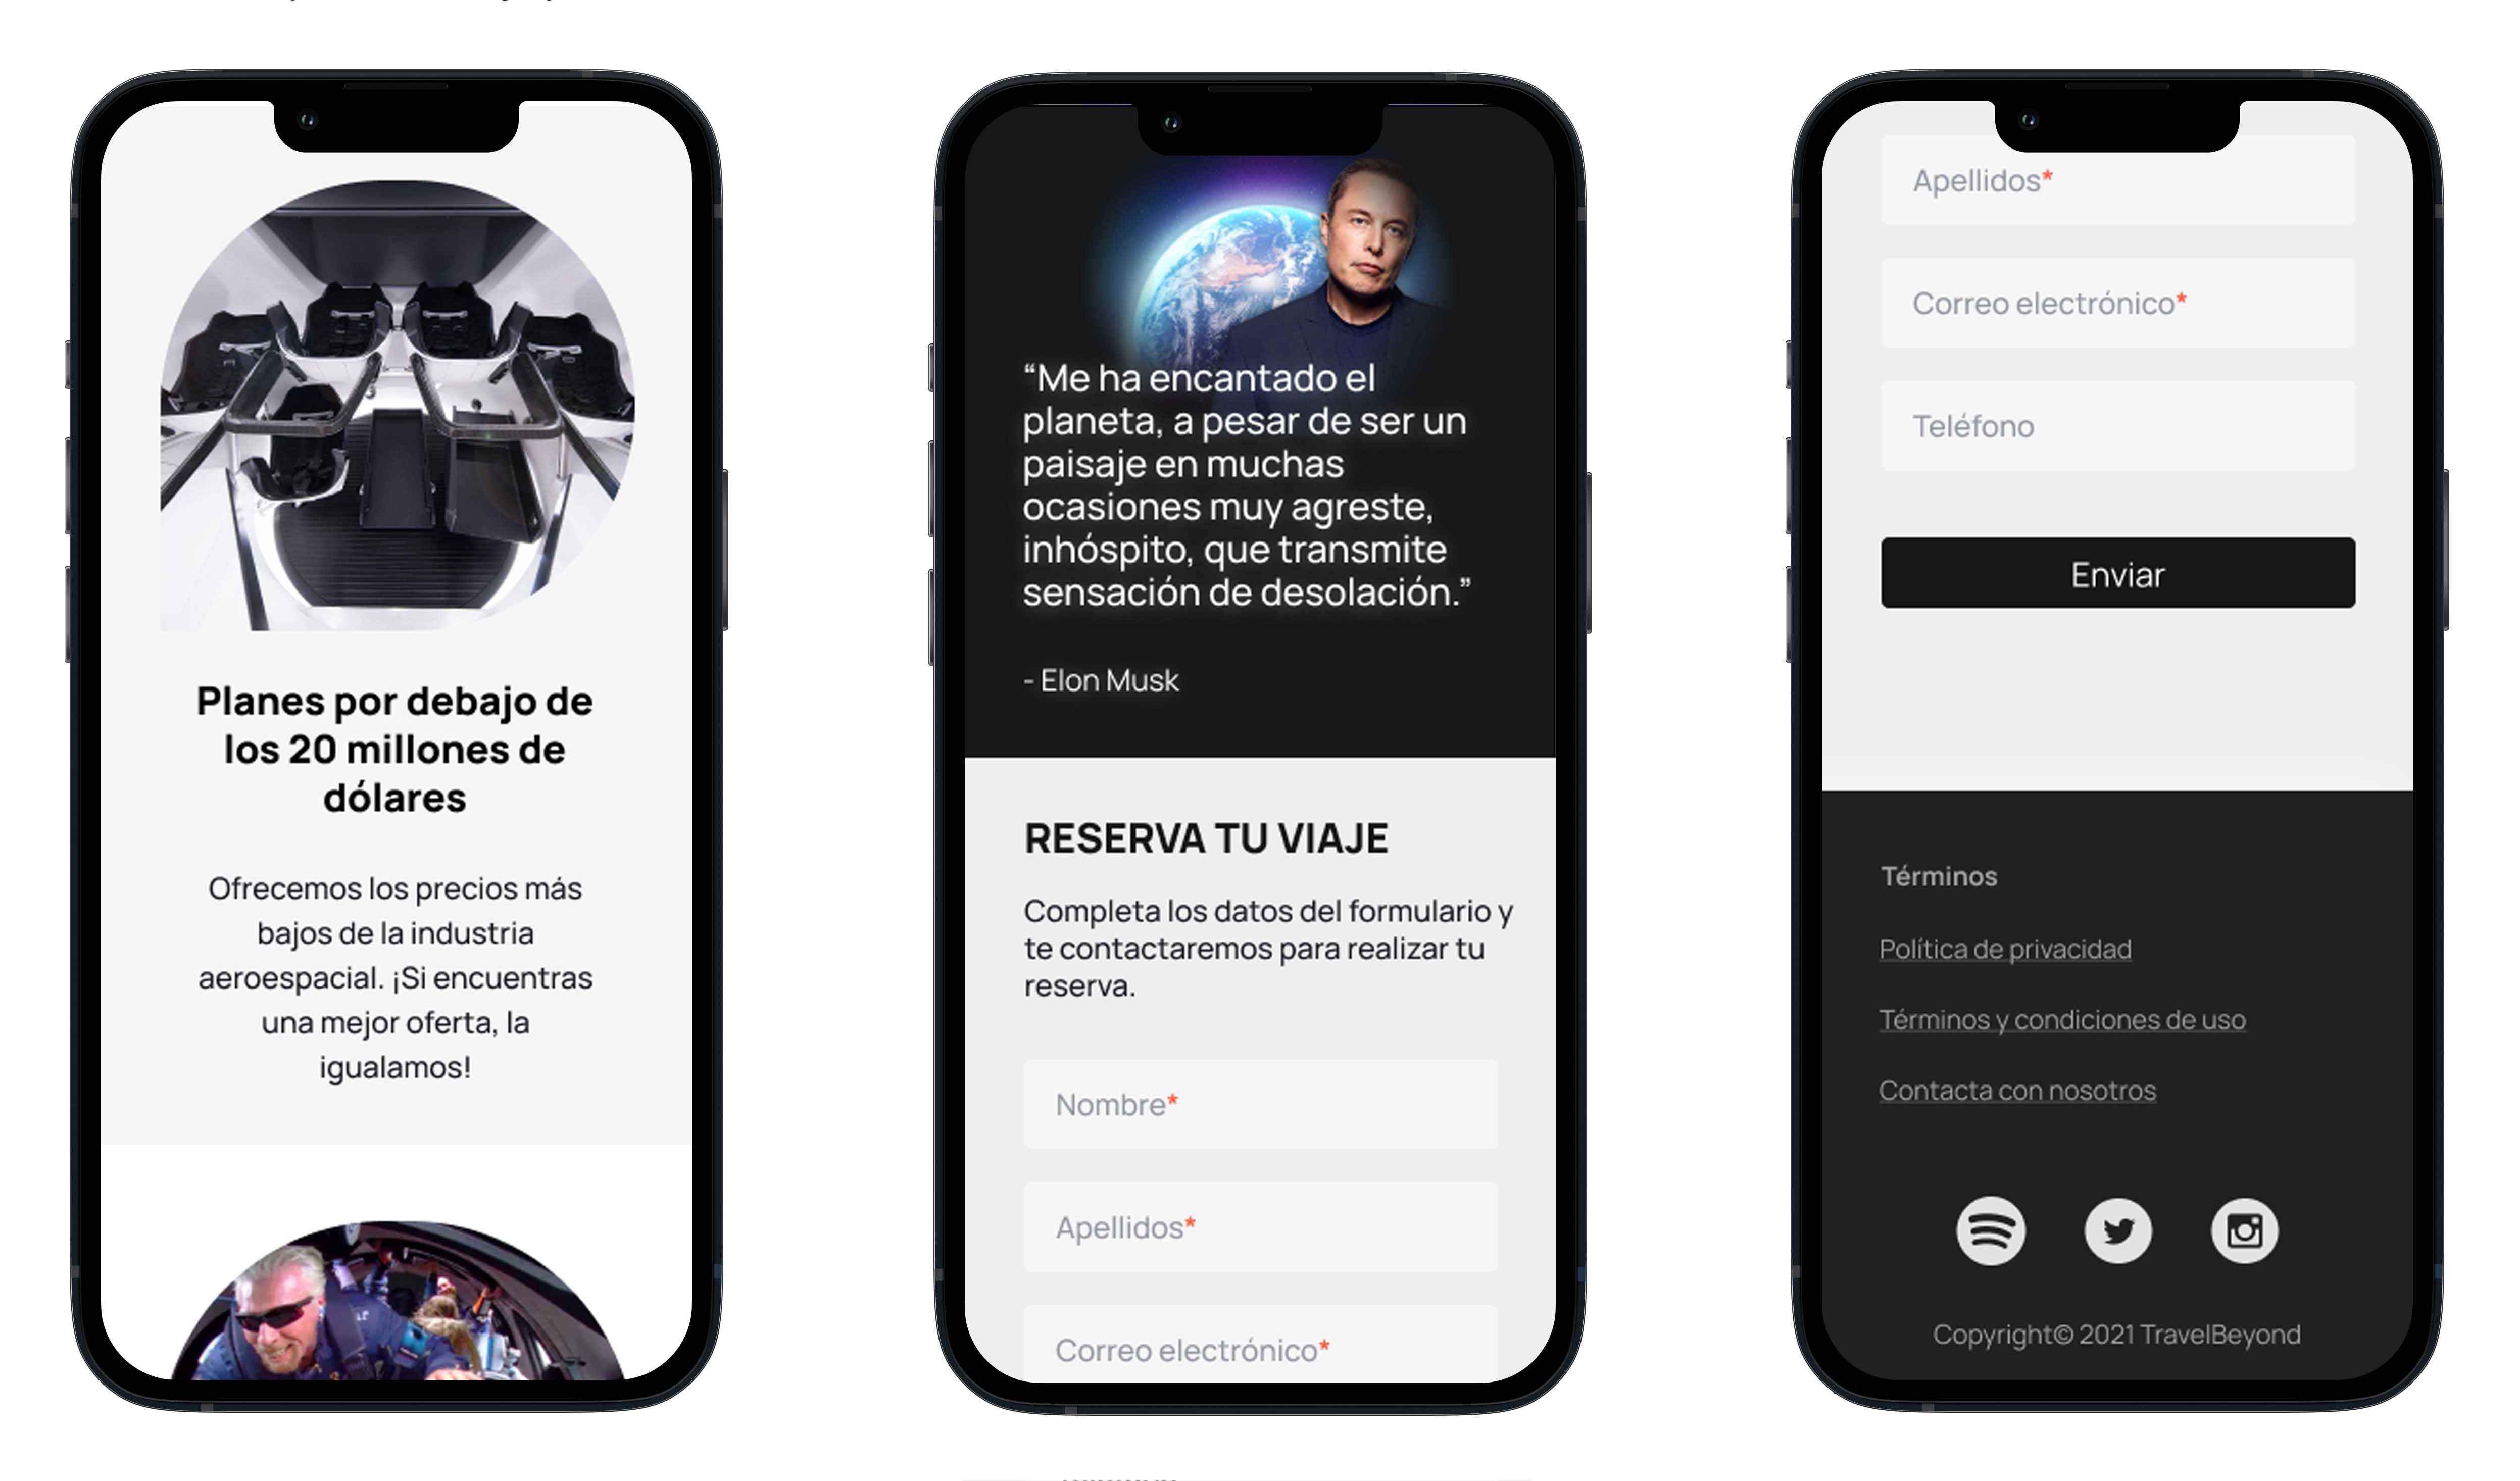 Planes por debajo de
los 20 millones de
dólares
Ofrecemos los precios más
bajos de la industria
aeroespacial. ¡Si encuentras
una mejor oferta, la
igualamos!
“Me ha encantado el
planeta, a pesar de ser un
paisaje en muchas
ocasiones muy agreste,
inhóspito, que transmite
sensación de desolación.”
- Elon Musk
RESERVA TU VIAJE
Completa los datos del formulario y
te contactaremos para realizar tu
reserva.
Nombre*
Apellidos*
Correo electrónico*
Apellidos*
Correo electrónico*
Teléfono
Enviar
Términos
Política de privacidad
Términos y condiciones de uso
Contacta con nosotros
Copyright© 2021 TravelBeyond